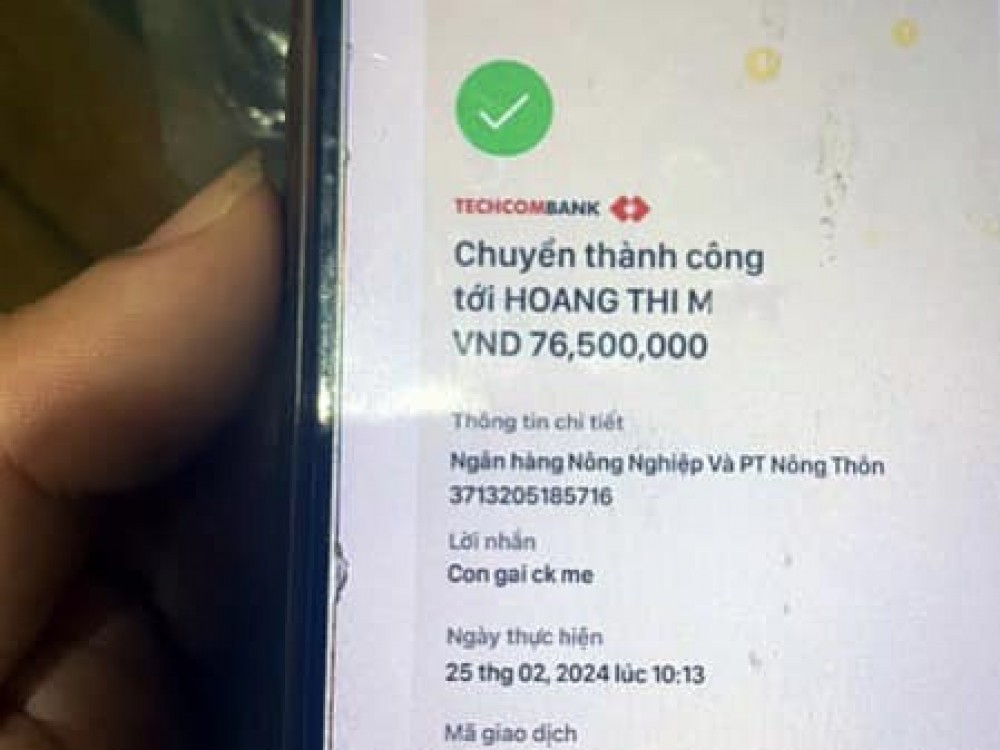 TECHCOMBANK
Chuyển thành công
tới HOANG THI M
VND 76,500,000
Thông tin chi tiết
Ngân hàng Nông Nghiệp Và PT Nông Thôn
3713205185716
Lời nhắn
Con gai ck me
Ngày thực hiện
25 thg 02, 2024 lúc 10:13
Mã giao dịch